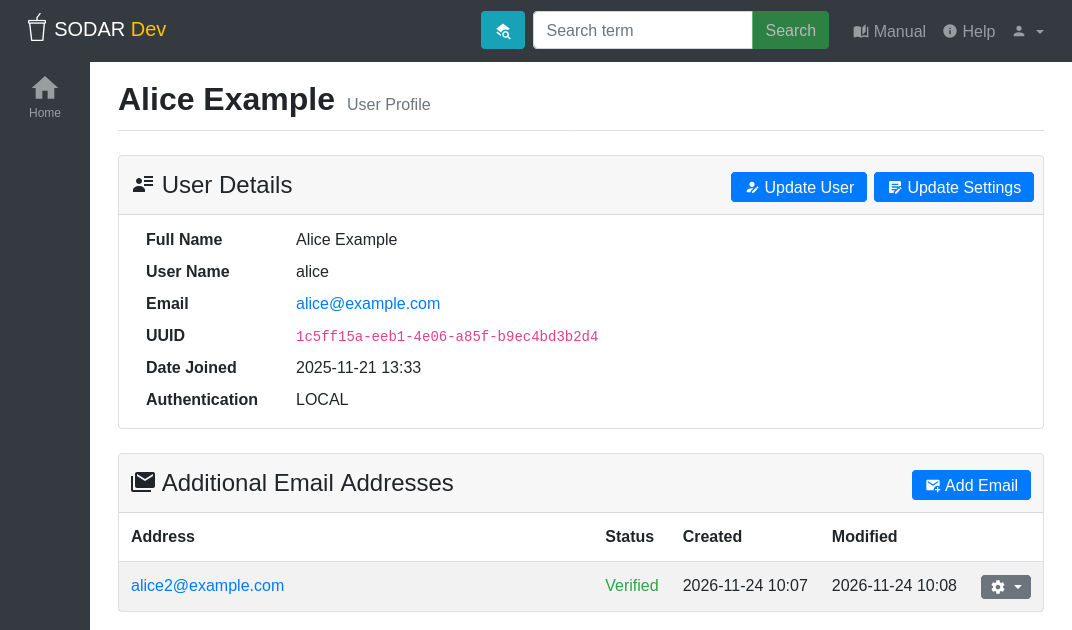 SODAR Dev
Search term
Search
Manual
Help
Home
Alice Example User Profile
User Details
Update User
Update Settings
Full Name Alice Example
User Name alice
Email alice@example.com
UUID 1c5ff15a-eeb1-4e06-a85f-b9ec4bd3b2d4
Date Joined 2025-11-21 13:33
Authentication LOCAL
Additional Email Addresses
Add Email
Address Status Created Modified
alice2@example.com Verified 2026-11-24 10:07 2026-11-24 10:08